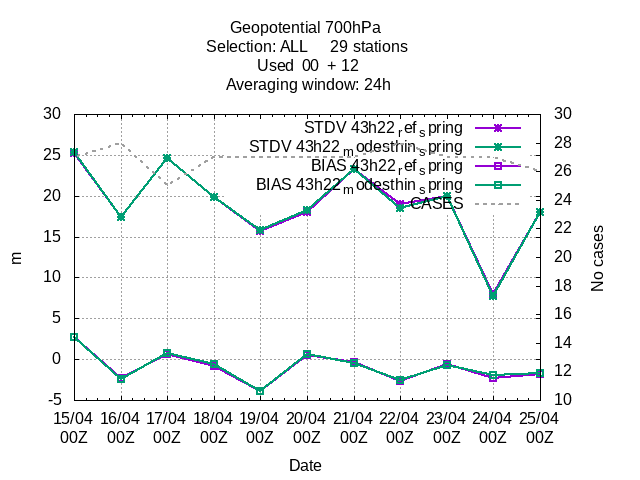 Geopotential 700hPa
Selection: ALL 29 stations
Used 00 + 12
Averaging window: 24h
30 30
STDV 43h22_ref_spring
28
STDV 43h22_modesthin_spring
25
BIAS 43h22_ref_spring
26
BIAS 43h22_modesthin_spring
20 24
CASES
22
15
20
m No cases
10 18
5 16
14
0
12
-5 10
15/04 16/04 17/04 18/04 19/04 20/04 21/04 22/04 23/04 24/04 25/04
00Z 00Z 00Z 00Z 00Z 00Z 00Z 00Z 00Z 00Z 00Z
Date